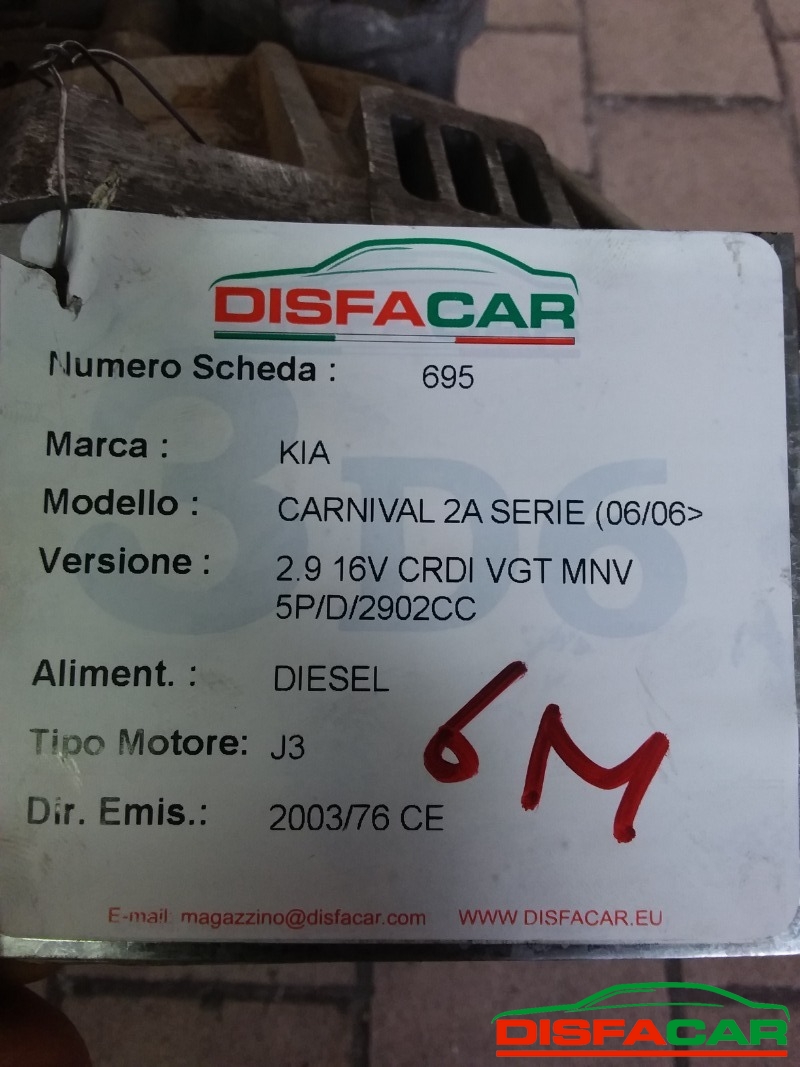 DISFACAR
Numero Scheda : 695
Marca : KIA
Modello : CARNIVAL 2A SERIE (06/06>
Versione : 2.9 16V CRDI VGT MNV
5P/D/2902CC
3D6
Aliment. : DIESEL
6M
Tipo Motore: J3
Dir. Emis.: 2003/76 CE
E-mail magazzino@disfacar.com WWW.DISFACAR.EU
DISFACAR